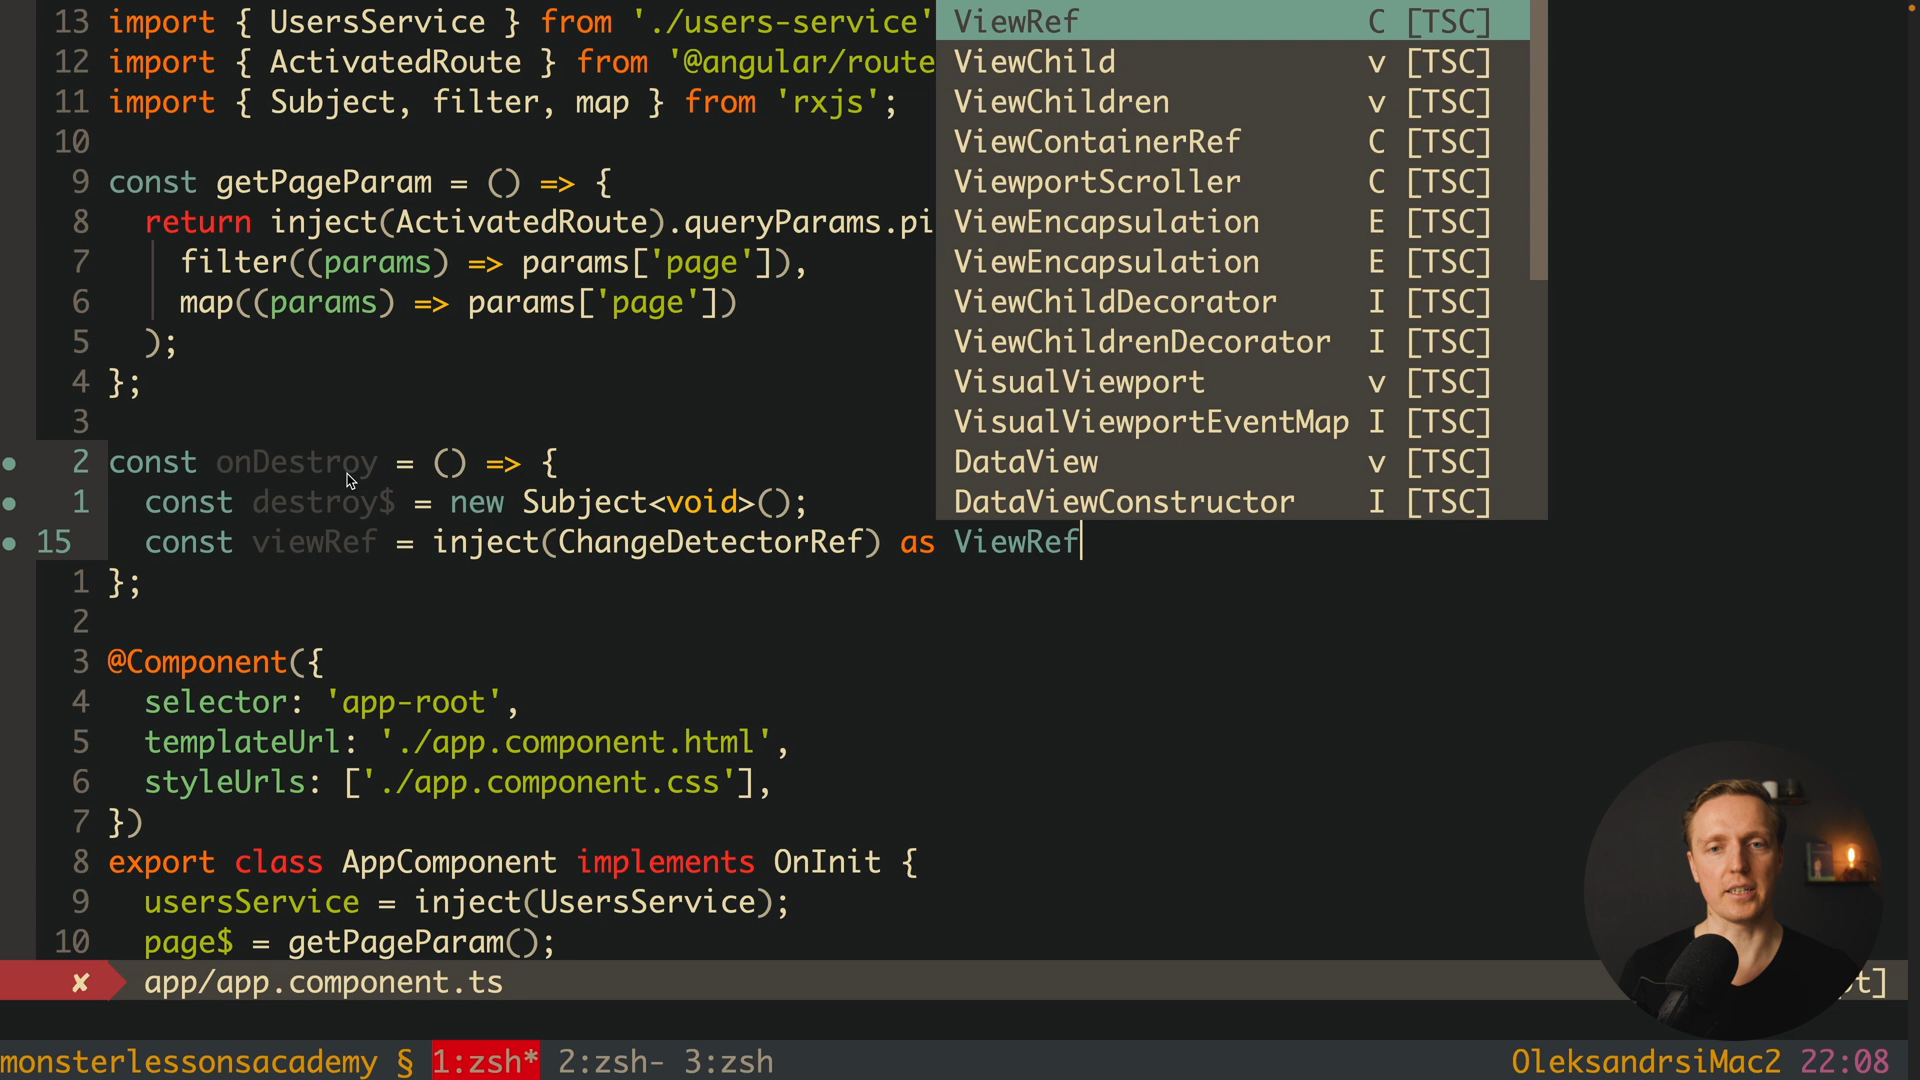 13 import { UsersService } from './users-service'
12 import { ActivatedRoute } from '@angular/route
11 import { Subject, filter, map } from 'rxjs';
10
9 const getPageParam = () => {
8 return inject(ActivatedRoute).queryParams.pi
7 filter((params) => params['page']),
6 map((params) => params['page'])
5 );
4 };
3
2 const onDestroy = () => {
1 const destroy$ = new Subject<void>();
15 const viewRef = inject(ChangeDetectorRef) as ViewRef
1 };
2
3 @Component({
4 selector: 'app-root',
5 templateUrl: './app.component.html',
6 styleUrls: ['./app.component.css'],
7 })
8 export class AppComponent implements OnInit {
9 usersService = inject(UsersService);
10 page$ = getPageParam();
ViewRef C [TSC]
ViewChild v [TSC]
ViewChildren v [TSC]
ViewContainerRef C [TSC]
ViewportScroller C [TSC]
ViewEncapsulation E [TSC]
ViewEncapsulation E [TSC]
ViewChildDecorator I [TSC]
ViewChildrenDecorator I [TSC]
VisualViewport v [TSC]
VisualViewportEventMap I [TSC]
DataView v [TSC]
DataViewConstructor I [TSC]
✘ app/app.component.ts
monsterlessonsacademy § 1:zsh* 2:zsh- 3:zsh OleksandrsiMac2 22:08